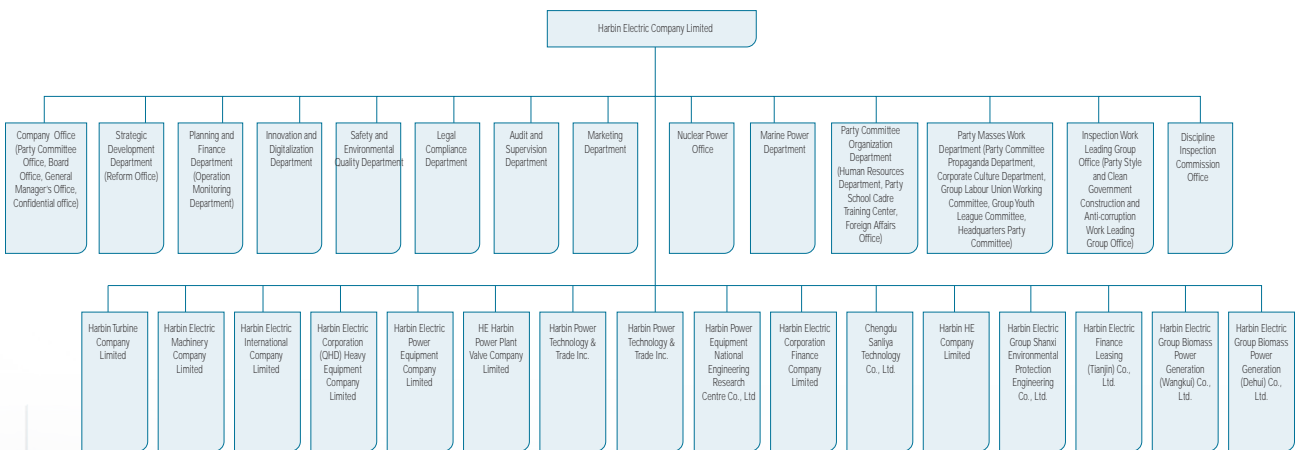 Harbin Electric Company Limited
Company Office
(Party Committee
Office, Board
Office, General
Manager's Office,
Confidential office)
Strategic
Development
Department
(Reform Office)
Planning and
Finance
Department
(Operation
Monitoring
Department)
Innovation and
Digitalization
Department
Safety and
Environmental
Quality Department
Legal
Compliance
Department
Audit and
Supervision
Department
Marketing
Department
Nuclear Power
Office
Marine Power
Department
Party Committee
Organization
Department
(Human Resources
Department, Party
School Cadre
Training Center,
Foreign Affairs
Office)
Party Masses Work
Department (Party Committee
Propaganda Department,
Corporate Culture Department,
Group Labour Union Working
Committee, Group Youth
League Committee,
Headquarters Party
Committee)
Inspection Work
Leading Group
Office (Party Style
and Clean
Government
Construction and
Anti-corruption
Work Leading
Group Office)
Discipline
Inspection
Commission
Office
Harbin Turbine
Company
Limited
Harbin Electric
Machinery
Company
Limited
Harbin Electric
International
Company
Limited
Harbin Electric
Corporation
(QHD) Heavy
Equipment
Company
Limited
Harbin Electric
Power
Equipment
Company
Limited
HE Harbin
Power Plant
Valve Company
Limited
Harbin Power
Technology &
Trade Inc.
Harbin Power
Technology &
Trade Inc.
Harbin Power
Equipment
National
Engineering
Research
Centre Co., Ltd
Harbin Electric
Corporation
Finance
Company
Limited
Chengdu
Sanliya
Technology
Co., Ltd.
Harbin HE
Company
Limited
Harbin Electric
Group Shanxi
Environmental
Protection
Engineering
Co., Ltd.
Harbin Electric
Finance
Leasing
(Tianjin) Co.,
Ltd.
Harbin Electric
Group Biomass
Power
Generation
(Wangkui) Co.,
Ltd.
Harbin Electric
Group Biomass
Power
Generation
(Dehui) Co.,
Ltd.